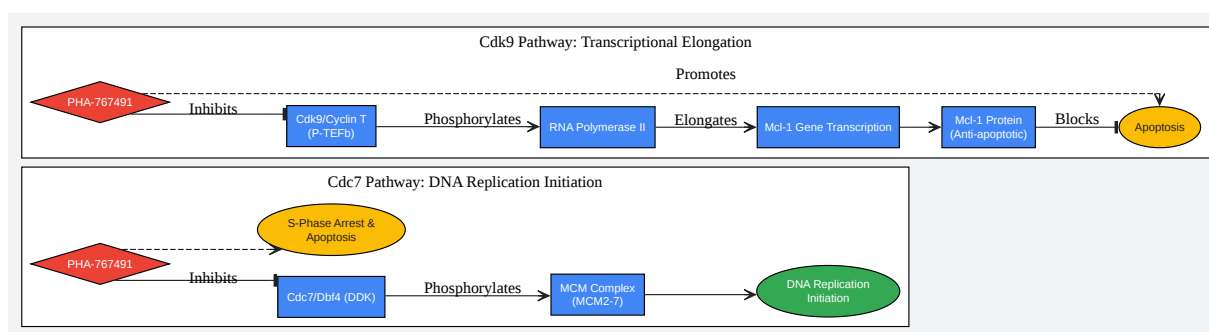 Cdk9 Pathway: Transcriptional Elongation
Promotes
PHA-767491
Inhibits
Cdk9/Cyclin T
(P-TEFb)
Phosphorylates
RNA Polymerase II
Elongates
Mcl-1 Gene Transcription
Mcl-1 Protein
(Anti-apoptotic)
Blocks
Apoptosis
Cdc7 Pathway: DNA Replication Initiation
S-Phase Arrest &
Apoptosis
PHA-767491
Inhibits
Cdc7/Dbf4 (DDK)
Phosphorylates
MCM Complex
(MCM2-7)
DNA Replication
Initiation